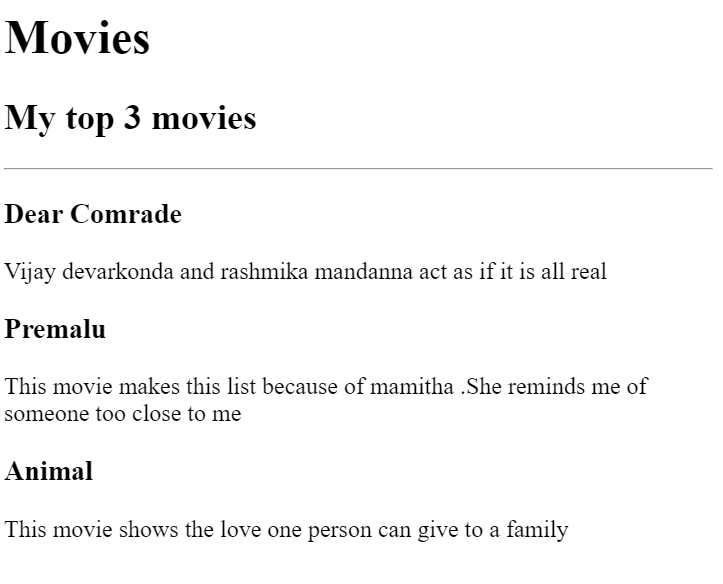 Movies
My top 3 movies
Dear Comrade
Vijay devarkonda and rashmika mandanna act as if it is all real
Premalu
This movie makes this list because of mamitha .She reminds me of
someone too close to me
Animal
This movie shows the love one person can give to a family